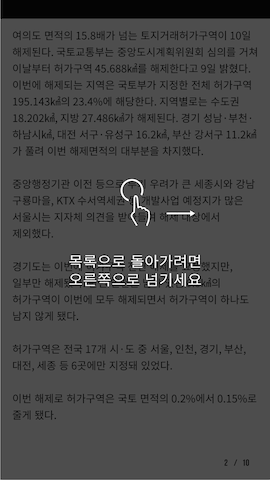 여의도 면적의 15.8배가 넘는 토지거래허가구역이 10일
해제된다. 국토교통부는 중앙도시계획위원회 심의를 거쳐
이날부터 허가구역 45.688㎢를 해제한다고 9일 밝혔다.
이번에 해제되는 지역은 국토부가 지정한 전체 허가구역
195.143㎢의 23.4%에 해당한다. 지역별로는 수도권
18.202㎢, 지방 27.486㎢가 해제된다. 경기 성남·부천·
하남시㎢, 대전 서구·유성구 16.2㎢, 부산 강서구 11.2㎢
가 풀려 이번 해제면적의 대부분을 차지했다.
중앙행정기관 이전 등으로 우려가 큰 세종시와 강남
구룡마을, KTX 수서역세권 개발사업 예정지가 많은
서울시는 지자체 의견을 받 해제 대상에서
제외했다.
목록으로 돌아가려면
오른쪽으로 넘기세요
경기도는 이번에 했지만,
일부만 해제 ㎢의
허가구역이 이번에 모두 해제되면서 허가구역이 하나도
남지 않게 됐다.
허가구역은 전국 17개 시·도 중 서울, 인천, 경기, 부산,
대전, 세종 등 6곳에만 지정돼 있었다.
이번 해제로 허가구역은 국토 면적의 0.2%에서 0.15%로
줄게 됐다.
2 / 10